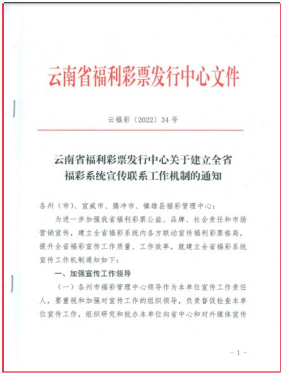 云南省福利彩票发行中心文件
云福彩〔2022〕34号
云南省福利彩票发行中心关于建立全省
福彩系统宣传联系工作机制的通知
各州（市）、宣威市、腾冲市、镇雄县福彩管理中心：
为进一步加强我省福利彩票公益、品牌、社会责任和市场
营销宣传，建立全省福彩系统内各方联动宣传福利彩票格局，
提升全省福彩宣传工作质量、工作效率，就建立全省福彩系统
宣传工作机制通知如下：
一、加强宣传工作领导
（一）各州市福彩管理中心领导作为本单位宣传工作责任
人，要重视和加强对宣传工作的组织领导，负责督促检查本单
位宣传工作，组织研究和批办本单位向省中心和对外媒体宣传
- 1 -